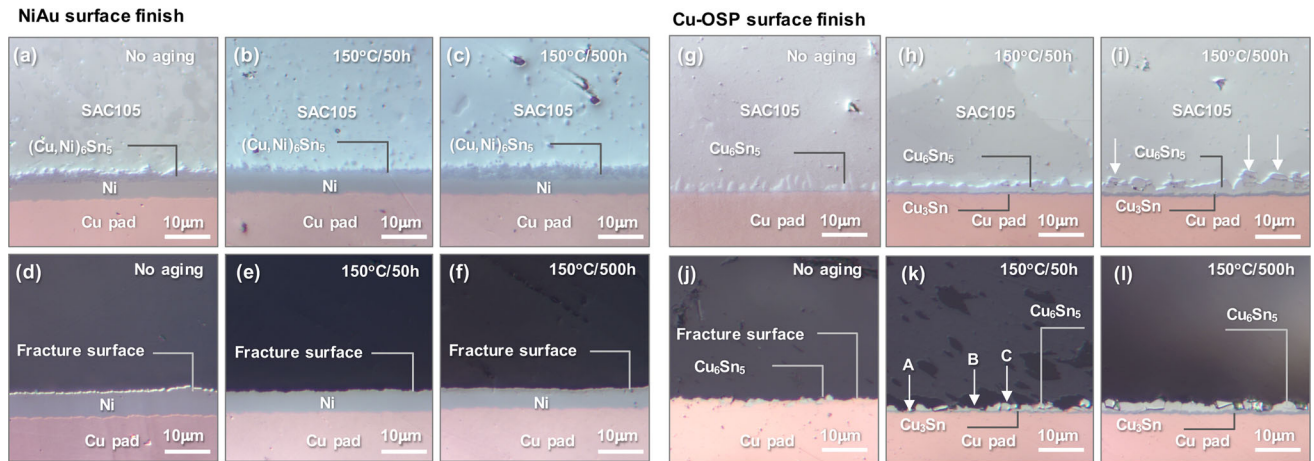 NiAu surface finish
Cu-OSP surface finish
(a) No aging
SAC105
(Cu,Ni)6Sn5
Ni
Cu pad
10μm
(b) 150°C/50h
SAC105
(Cu,Ni)6Sn5
Ni
Cu pad
10μm
(c) 150°C/500h
SAC105
(Cu,Ni)6Sn5
Ni
Cu pad
10μm
(g) No aging
SAC105
Cu6Sn5
Cu pad
10μm
(h) 150°C/50h
SAC105
Cu6Sn5
Cu3Sn
Cu pad
10μm
(i) 150°C/500h
SAC105
Cu6Sn5
Cu3Sn
Cu pad
10μm
(d) No aging
Fracture surface
Ni
Cu pad
10μm
(e) 150°C/50h
Fracture surface
Ni
Cu pad
10μm
(f) 150°C/500h
Fracture surface
Ni
Cu pad
10μm
(j) No aging
Fracture surface
Cu6Sn5
Cu pad
10μm
(k) 150°C/50h
Cu6Sn5
A B C
Cu3Sn
Cu pad
10μm
(l) 150°C/500h
Cu6Sn5
Cu3Sn
Cu pad
10μm